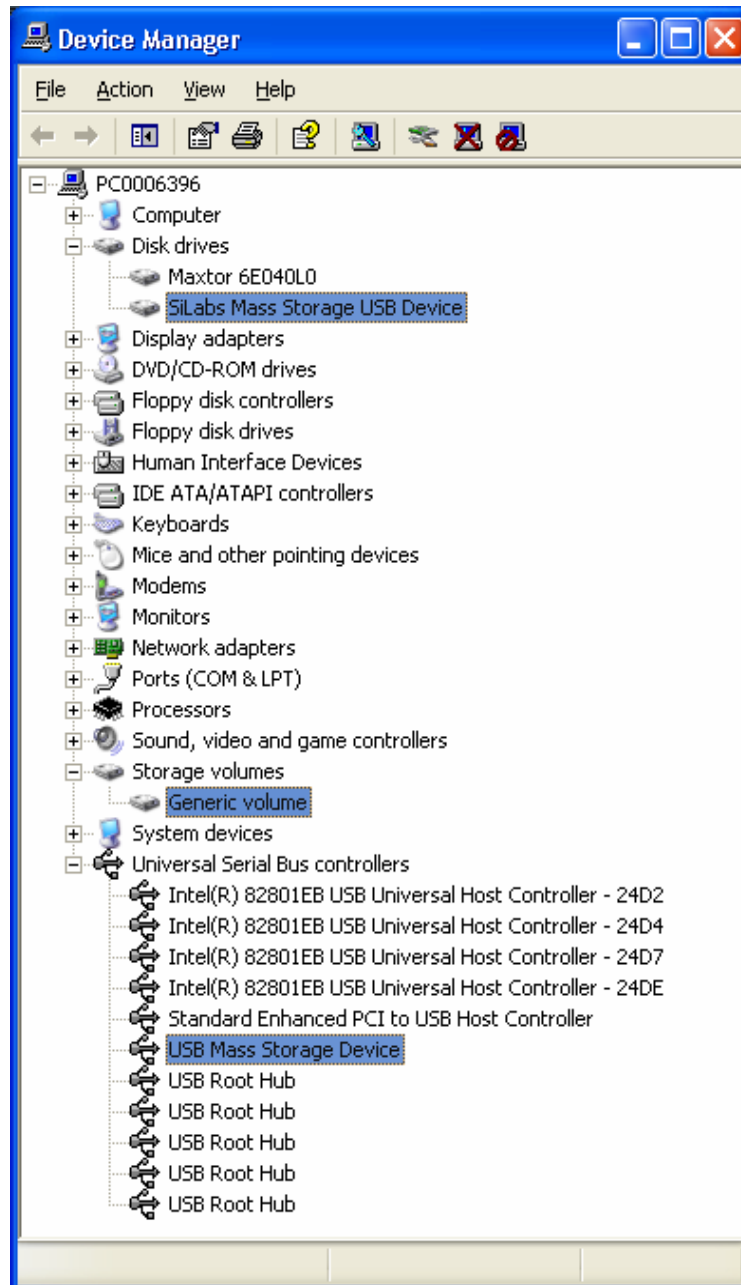 Device Manager
File Action View Help
PC0006396
Computer
Disk drives
Maxtor 6E040L0
SiLabs Mass Storage USB Device
Display adapters
DVD/CD-ROM drives
Floppy disk controllers
Floppy disk drives
Human Interface Devices
IDE ATA/ATAPI controllers
Keyboards
Mice and other pointing devices
Modems
Monitors
Network adapters
Ports (COM & LPT)
Processors
Sound, video and game controllers
Storage volumes
Generic volume
System devices
Universal Serial Bus controllers
Intel(R) 82801EB USB Universal Host Controller - 24D2
Intel(R) 82801EB USB Universal Host Controller - 24D4
Intel(R) 82801EB USB Universal Host Controller - 24D7
Intel(R) 82801EB USB Universal Host Controller - 24DE
Standard Enhanced PCI to USB Host Controller
USB Mass Storage Device
USB Root Hub
USB Root Hub
USB Root Hub
USB Root Hub
USB Root Hub